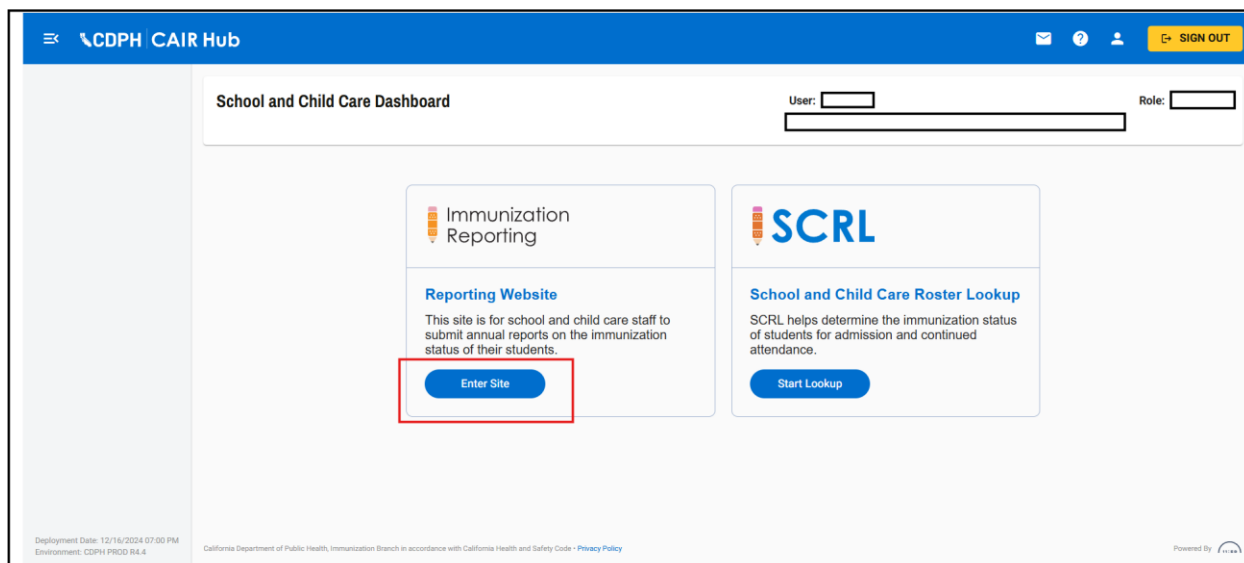 CDPH CAIR Hub
SIGN OUT
School and Child Care Dashboard
User:
Role:
Immunization
Reporting
Reporting Website
This site is for school and child care staff to
submit annual reports on the immunization
status of their students.
Enter Site
SCRL
School and Child Care Roster Lookup
SCRL helps determine the immunization status
of students for admission and continued
attendance.
Start Lookup
Deployment Date: 12/16/2024 07:00 PM
Environment: CDPH PROD R4.4
California Department of Public Health, Immunization Branch in accordance with California Health and Safety Code • Privacy Policy
Powered By